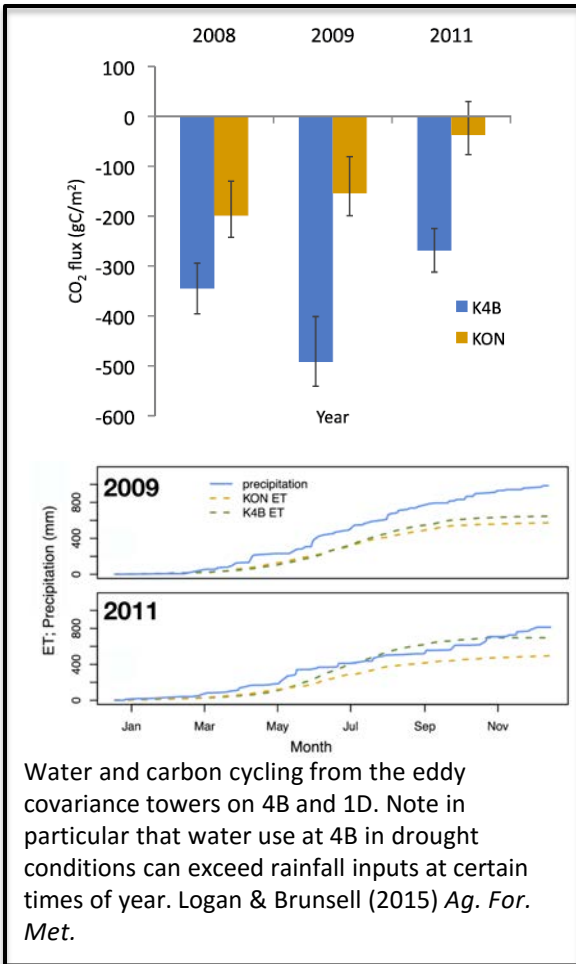 2008 2009 2011
100
0
-100
-200
-300
-400
-500
-600
CO2 flux (gC/m²)
K4B
KON
Year
ET; Precipitation (mm)
2009
precipitation
KON ET
K4B ET
800
400
0
2011
800
400
0
Jan Mar May Jul Sep Nov
Month
Water and carbon cycling from the eddy
covariance towers on 4B and 1D. Note in
particular that water use at 4B in drought
conditions can exceed rainfall inputs at certain
times of year. Logan & Brunsell (2015) Ag. For.
Met.